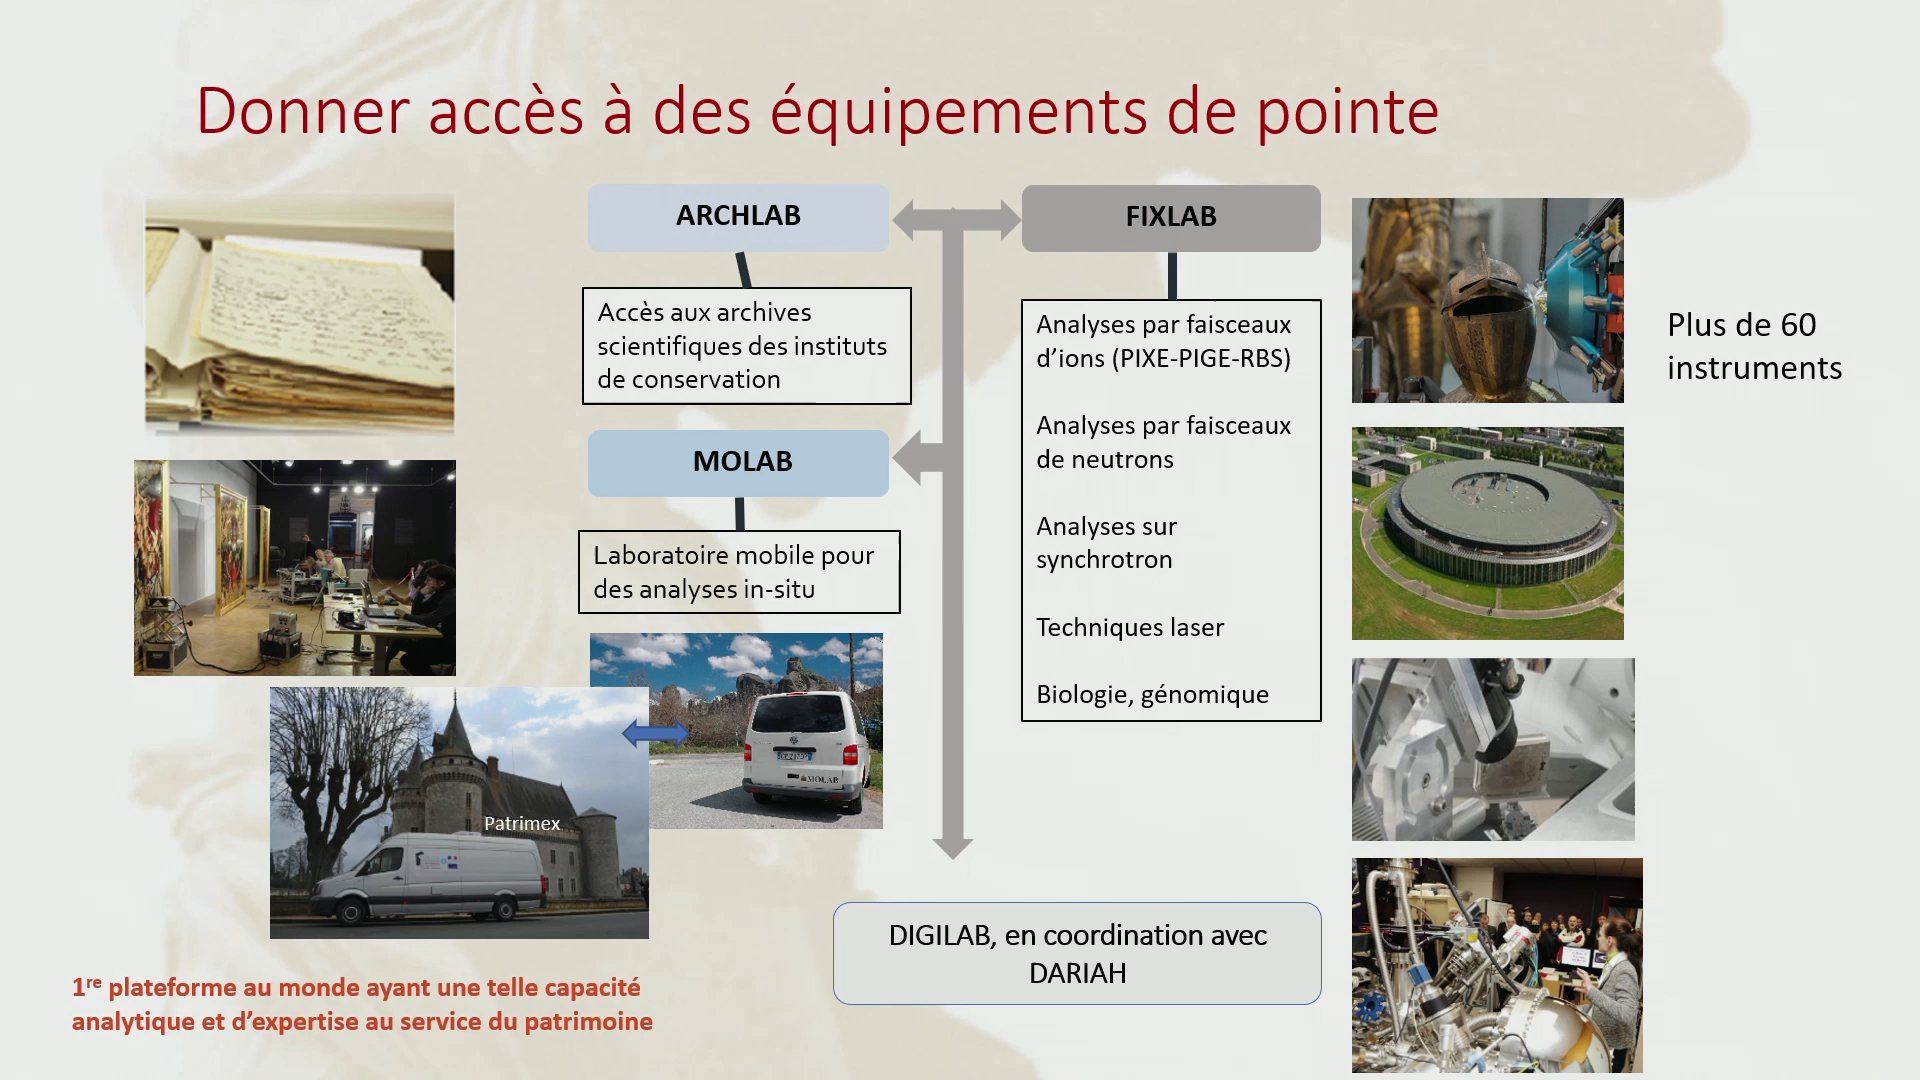 Donner accès à des équipements de pointe
ARCHLAB
Accès aux archives
scientifiques des instituts
de conservation
MOLAB
Laboratoire mobile pour
des analyses in-situ
MOLAB
Patrimex
1re plateforme au monde ayant une telle capacité
analytique et d’expertise au service du patrimoine
FIXLAB
Analyses par faisceaux
d’ions (PIXE-PIGE-RBS)
Analyses par faisceaux
de neutrons
Analyses sur
synchrotron
Techniques laser
Biologie, génomique
Plus de 60
instruments
DIGILAB, en coordination avec
DARIAH